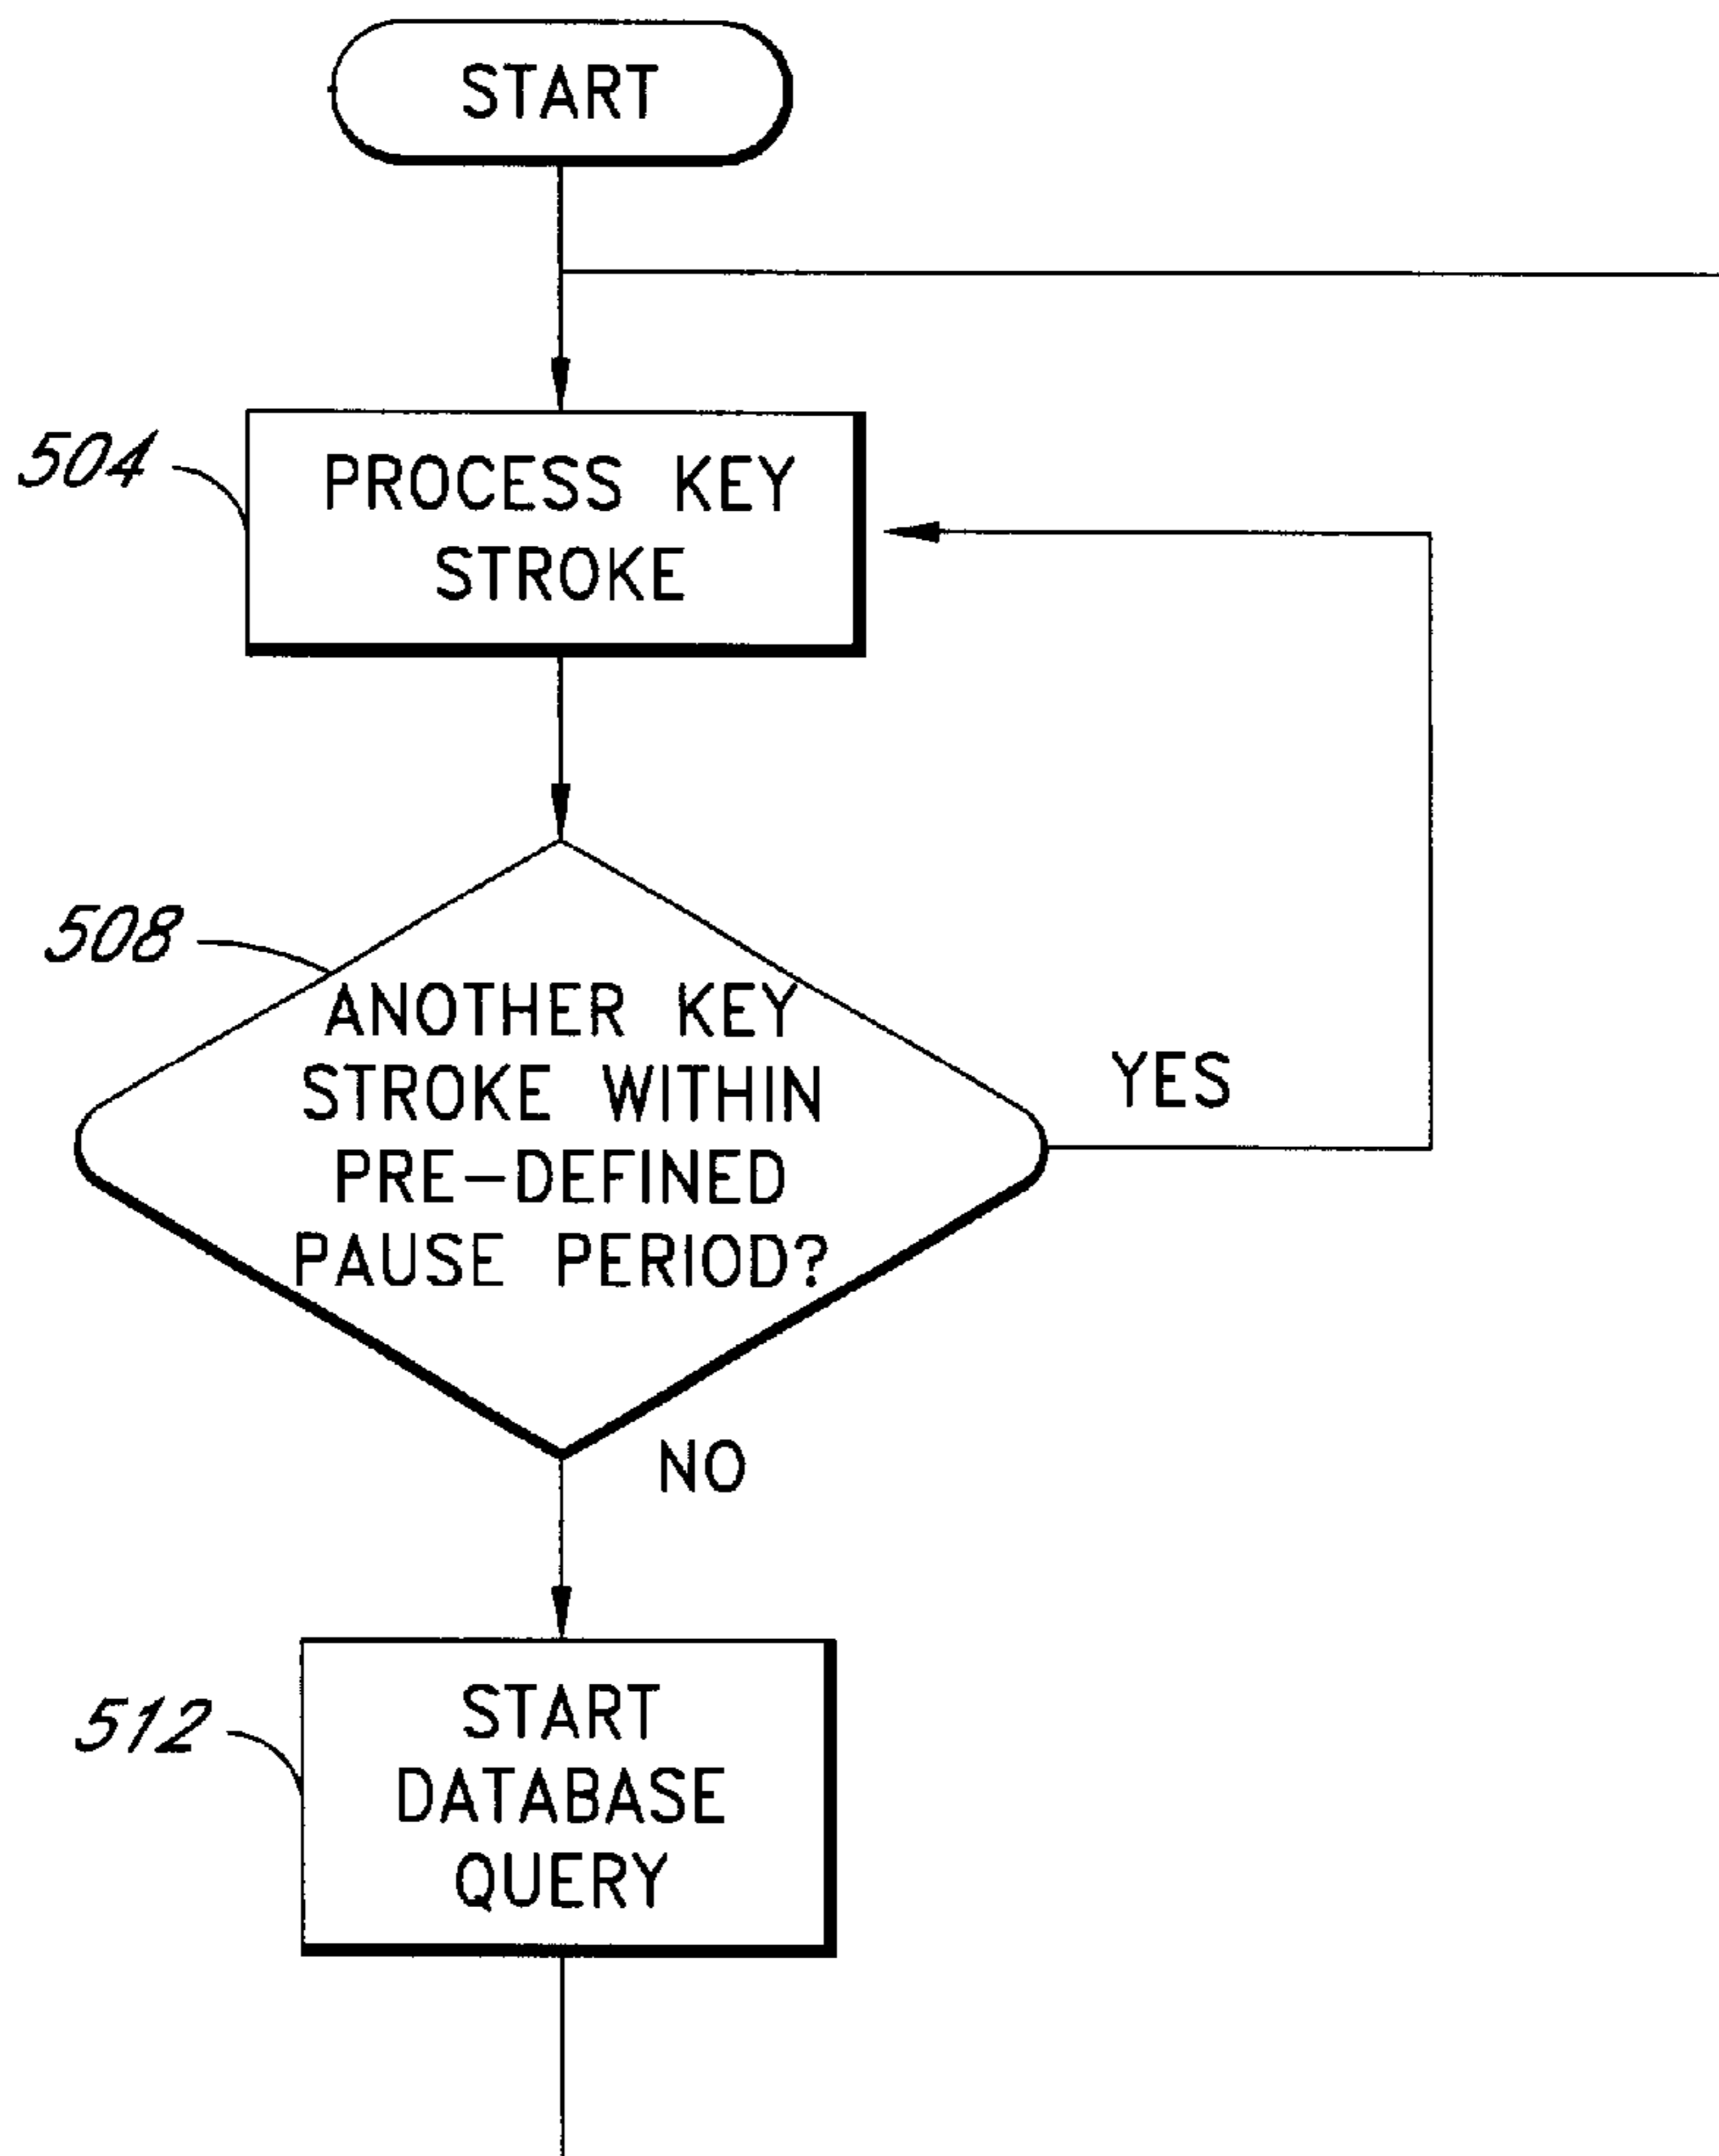 START
504
PROCESS KEY
STROKE
508
ANOTHER KEY
STROKE WITHIN
PRE-DEFINED
PAUSE PERIOD?
YES
NO
512
START
DATABASE
QUERY